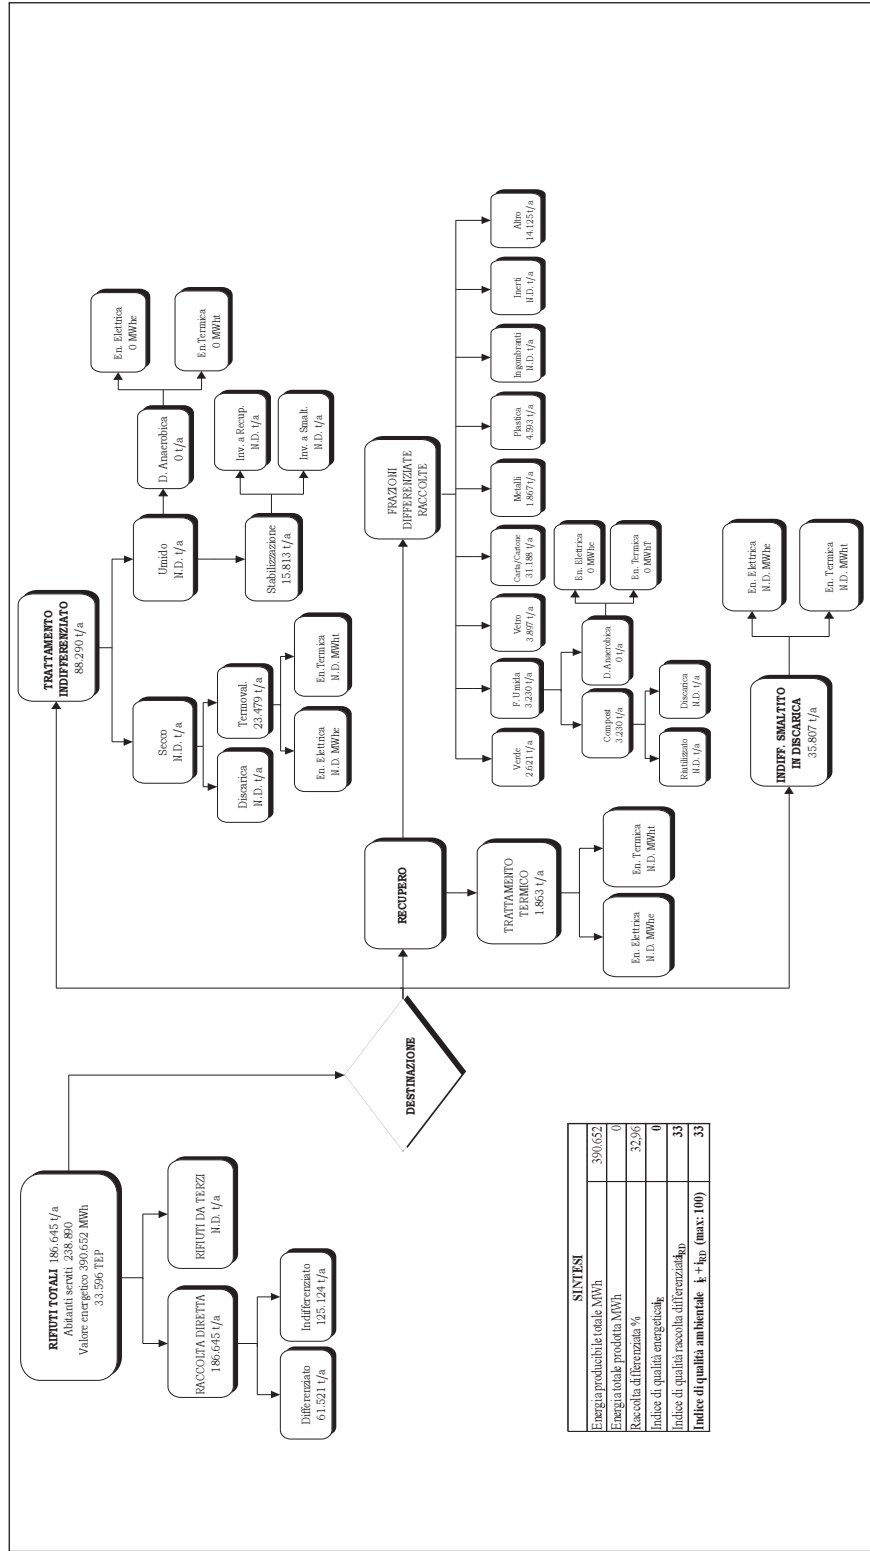 RIFIUTI TOTALI 186.645 t/a
Abitanti serviti 238.890
Valore energetico 390.652 MWh
33.596 TEP
RACCOLTA DIRETTA
186.645 t/a
RIFIUTI DA TERZI
N.D. t/a
Differenziato
61.521 t/a
Indifferenziato
125.124 t/a
DESTINAZIONE
TRATTAMENTO
INDIFFERENZIATO
88.290 t/a
Secco
N.D. t/a
Umido
N.D. t/a
Discarica
N.D. t/a
Termoval.
23.479 t/a
En. Elettrica
N.D. MWhe
En.Termica
N.D. MWht
D. Anaerobica
0 t/a
En. Elettrica
0 MWhe
En.Termica
0 MWht
Stabilizzazione
15.813 t/a
Inv. a Recup.
N.D. t/a
Inv. a Smalt.
N.D. t/a
RECUPERO
TRATTAMENTO
TERMICO
1.863 t/a
En. Elettrica
N.D. MWhe
En. Termica
N.D. MWht
FRAZIONI
DIFFERENZIATE
RACCOLTE
Verde
2.621 t/a
F. Umida
3.230 t/a
Vetro
3.897 t/a
Carta/Cartone
31.188 t/a
Metalli
1.867 t/a
Plastica
4.593 t/a
Ingombranti
N.D. t/a
Inerti
N.D. t/a
Altro
14.125 t/a
Compost
3.230 t/a
D. Anaerobica
0 t/a
Riutilizzato
N.D. t/a
Discarica
N.D. t/a
En. Elettrica
0 MWhe
En. Termica
0 MWhT
INDIFF. SMALTITO
IN DISCARICA
35.807 t/a
En. Elettrica
N.D. MWhe
En. Termica
N.D. MWht
SINTESI
Energia producibile totale MWh 390.652
Energia totale prodotta MWh 0
Raccolta differenziata % 32,96
Indice di qualità energetica iE 0
Indice di qualità raccolta differenziata iRD 33
Indice di qualità ambientale iE + iRD (max: 100) 33